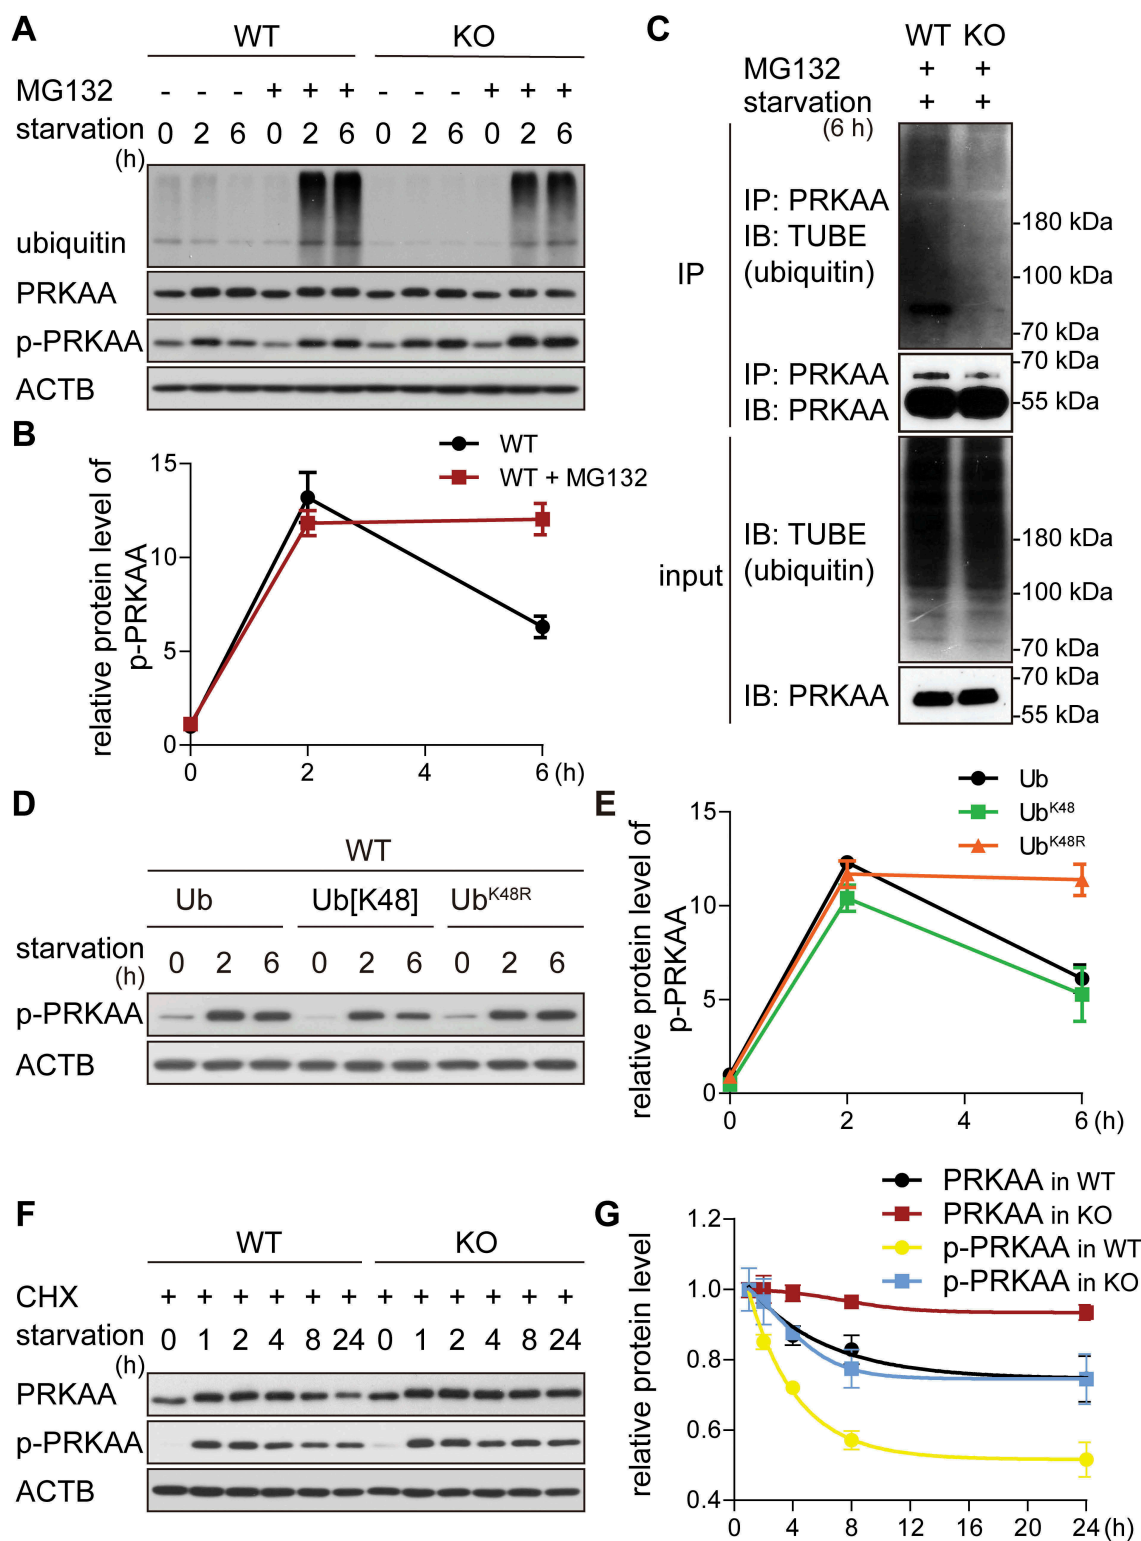 A
WT KO
MG132 - - - + + + - - - + + +
starvation 0 2 6 0 2 6 0 2 6 0 2 6
(h)
ubiquitin
PRKAA
p-PRKAA
ACTB
B
WT
WT + MG132
relative protein level of
p-PRKAA
15
10
5
0
0 2 4 6 (h)
C
WT KO
MG132 + +
starvation + +
(6 h)
IP
IP: PRKAA
IB: TUBE
(ubiquitin)
-180 kDa
-100 kDa
-70 kDa
IP: PRKAA
IB: PRKAA
-70 kDa
-55 kDa
input
IB: TUBE
(ubiquitin)
-180 kDa
-100 kDa
-70 kDa
IB: PRKAA
-70 kDa
-55 kDa
D
WT
Ub Ub[K48] Ub^K48R
starvation 0 2 6 0 2 6 0 2 6
(h)
p-PRKAA
ACTB
E
Ub
Ub^K48
Ub^K48R
relative protein level of
p-PRKAA
15
10
5
0
0 2 4 6 (h)
F
WT KO
CHX + + + + + + + + + + + +
starvation 0 1 2 4 8 24 0 1 2 4 8 24
(h)
PRKAA
p-PRKAA
ACTB
G
PRKAA in WT
PRKAA in KO
p-PRKAA in WT
p-PRKAA in KO
relative protein level
1.2
1.0
0.8
0.6
0.4
0 4 8 12 16 20 24 (h)